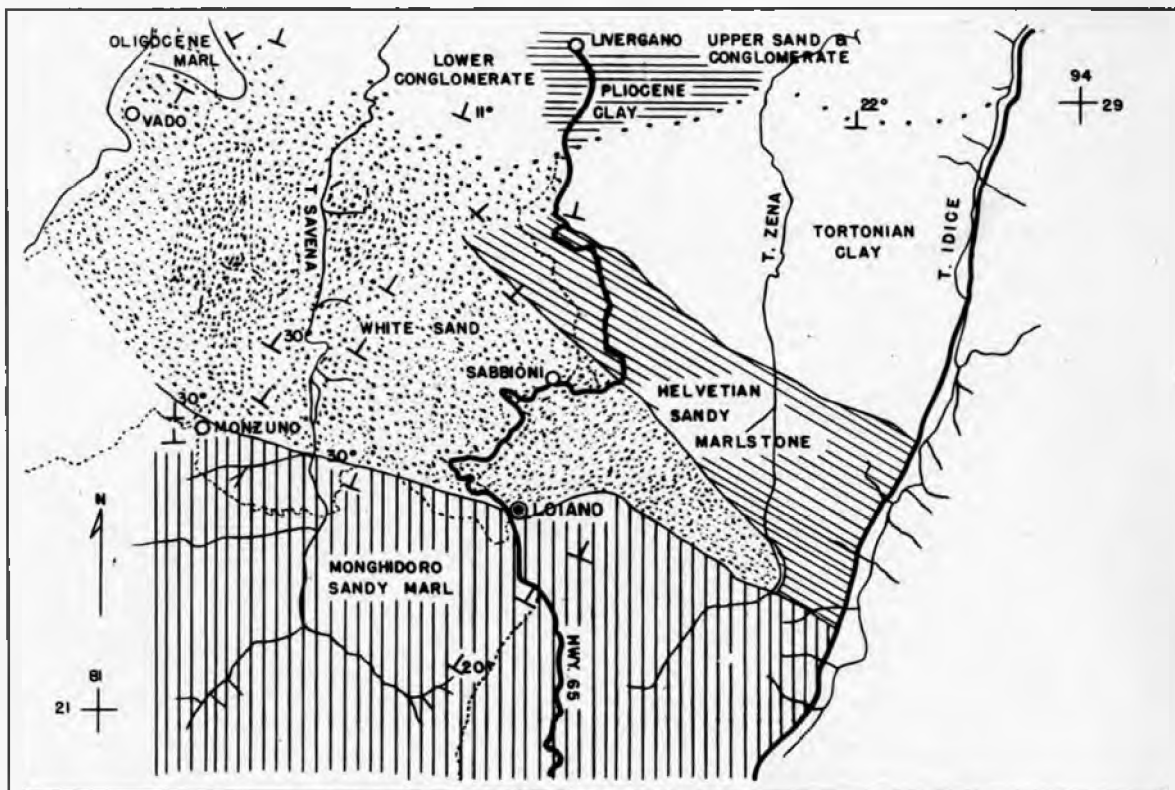 OLIGOCENE
MARL
VADO
LOWER
CONGLOMERATE
LIVERGANO
UPPER SAND &
CONGLOMERATE
PLIOCENE
CLAY
11°
22°
94
29
T. SAVENA
T. ZENA
T. IDICE
TORTONIAN
CLAY
30°
WHITE SAND
SABBIONI
HELVETIAN
SANDY
MARLSTONE
30°
MONZUNO
30°
LOIANO
N
MONGHIDORO
SANDY MARL
20°
HWY. 65
81
21